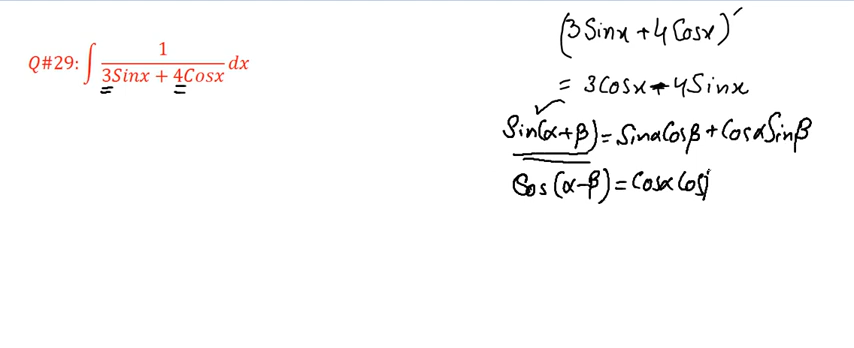 Q#29: ∫ 1/(3Sinx + 4Cosx) dx
(3Sinx + 4Cosx)′
= 3Cosx - 4Sinx
Sin(α+β) = SinαCosβ + CosαSinβ
Cos(α-β) = Cosα Cos